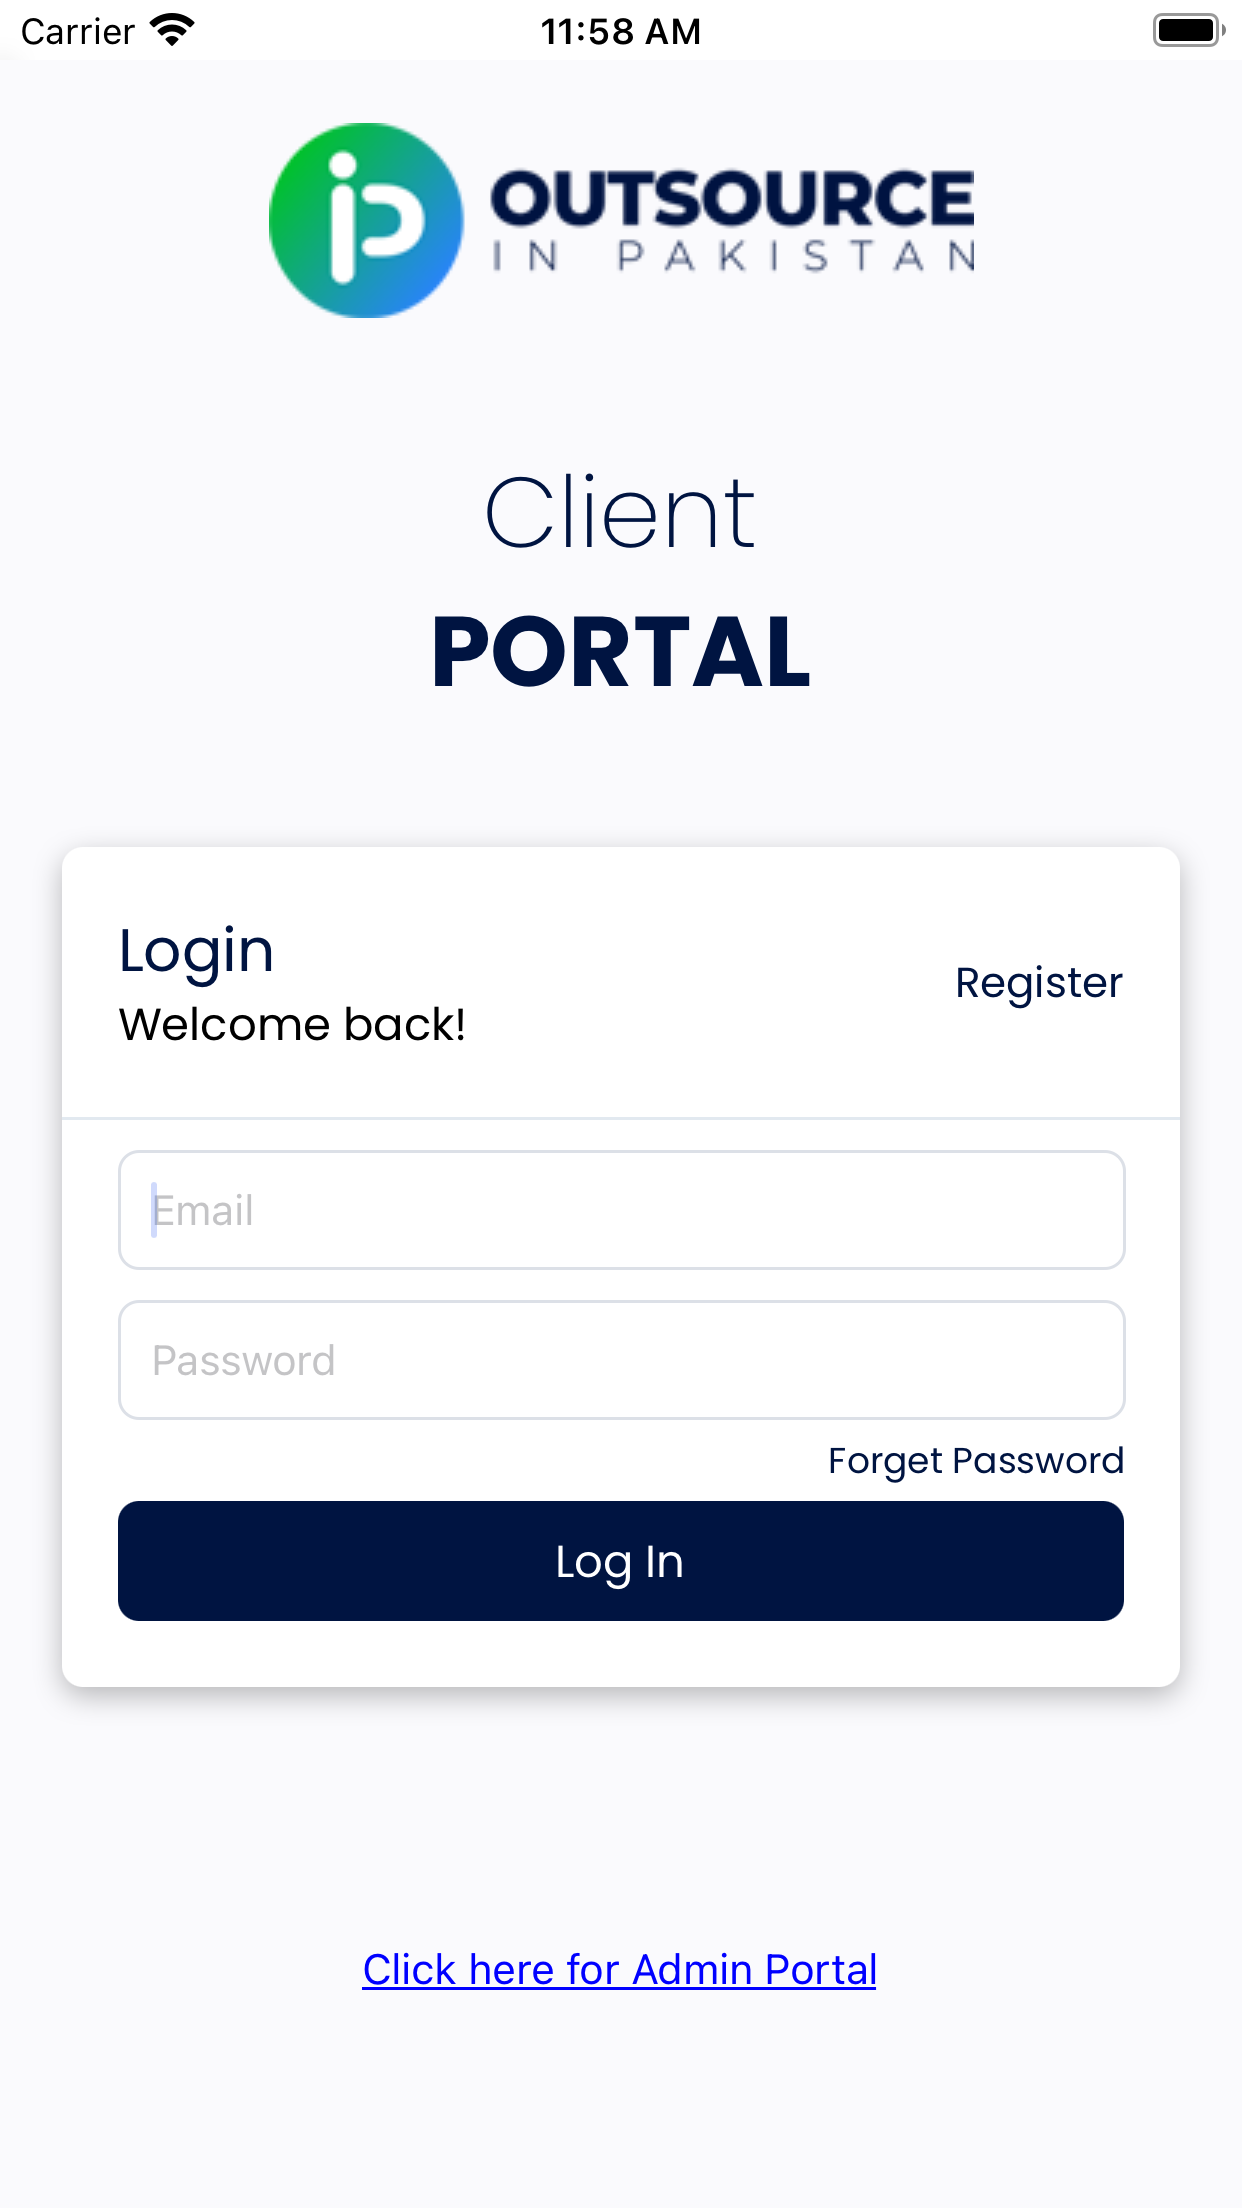 Carrier 11:58 AM
OUTSOURCE
IN PAKISTAN
Client
PORTAL
Login
Register
Welcome back!
Email
Password
Forget Password
Log In
Click here for Admin Portal